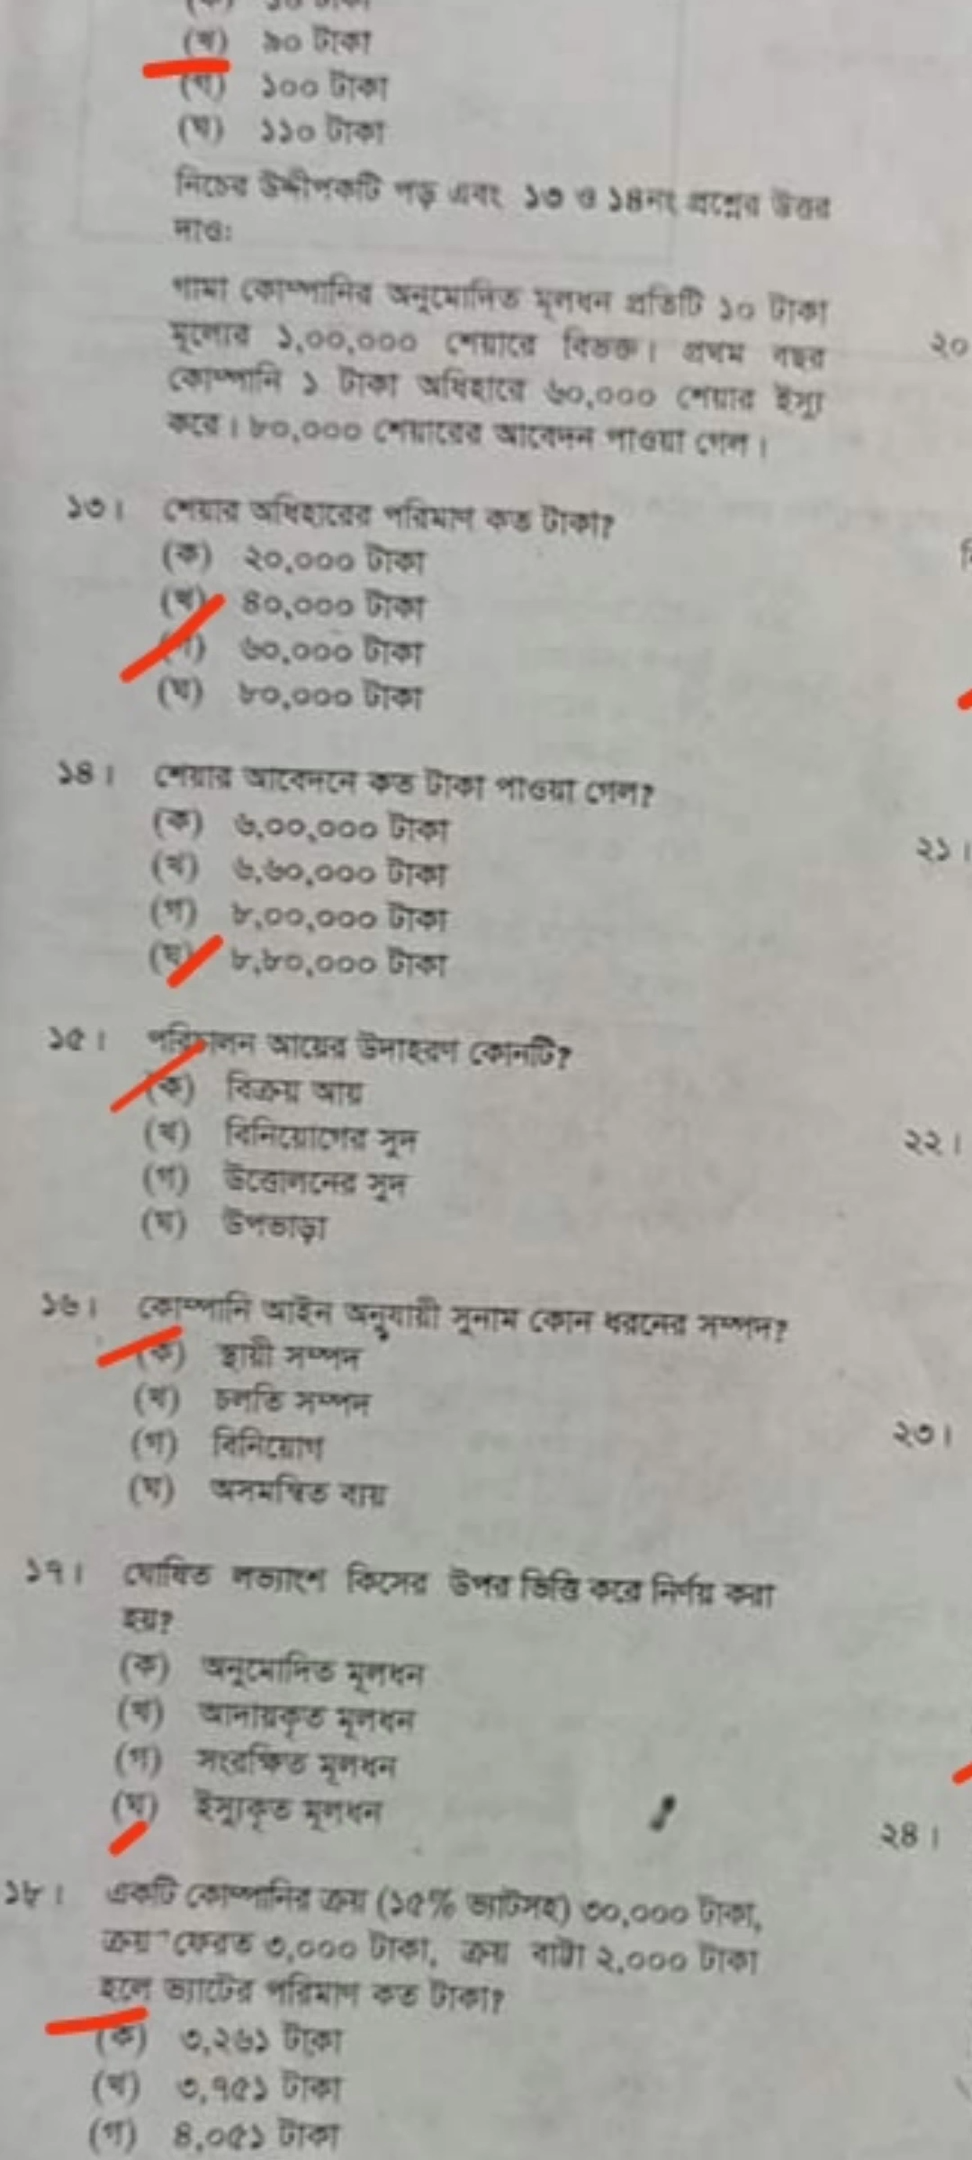 (খ) ৯০ টাকা
(গ) ১০০ টাকা
(ঘ) ১১০ টাকা
নিচের উদ্দীপকটি পড় এবং ১৩ ও ১৪নং প্রশ্নের উত্তর
দাও:
গামা কোম্পানির অনুমোদিত মূলধন প্রতিটি ১০ টাকা
মূল্যের ১,০০,০০০ শেয়ারে বিভক্ত। প্রথম বছর
কোম্পানি ১ টাকা অধিহারে ৬০,০০০ শেয়ার ইস্যু
করে। ৮০,০০০ শেয়ারের আবেদন পাওয়া গেল।
২০
১৩। শেয়ার অধিহারের পরিমাণ কত টাকা?
(ক) ২০,০০০ টাকা
(খ) ৪০,০০০ টাকা
(গ) ৬০,০০০ টাকা
(ঘ) ৮০,০০০ টাকা
১৪। শেয়ার আবেদনে কত টাকা পাওয়া গেল?
(ক) ৬,০০,০০০ টাকা
(খ) ৬,৬০,০০০ টাকা
(গ) ৮,০০,০০০ টাকা
(ঘ) ৮,৮০,০০০ টাকা
২১।
১৫। পরিচালন আয়ের উদাহরণ কোনটি?
(ক) বিক্রয় আয়
(খ) বিনিয়োগের সুদ
(গ) উত্তোলনের সুদ
(ঘ) উপভাড়া
২২।
১৬। কোম্পানি আইন অনুযায়ী সুনাম কোন ধরনের সম্পদ?
(ক) স্থায়ী সম্পদ
(খ) চলতি সম্পদ
(গ) বিনিয়োগ
(ঘ) অসমন্বিত ব্যয়
২৩।
১৭। ঘোষিত লভ্যাংশ কিসের উপর ভিত্তি করে নির্ণয় করা
হয়?
(ক) অনুমোদিত মূলধন
(খ) আদায়কৃত মূলধন
(গ) সংরক্ষিত মূলধন
(ঘ) ইস্যুকৃত মূলধন
২৪।
১৮। একটি কোম্পানির ক্রয় (১৫% ভ্যাটসহ) ৩০,০০০ টাকা,
ক্রয় ফেরত ৩,০০০ টাকা, ক্রয় বাট্টা ২,০০০ টাকা
হলে ভ্যাটের পরিমাণ কত টাকা?
(ক) ৩,২৬১ টাকা
(খ) ৩,৭৫১ টাকা
(গ) ৪,০৫১ টাকা